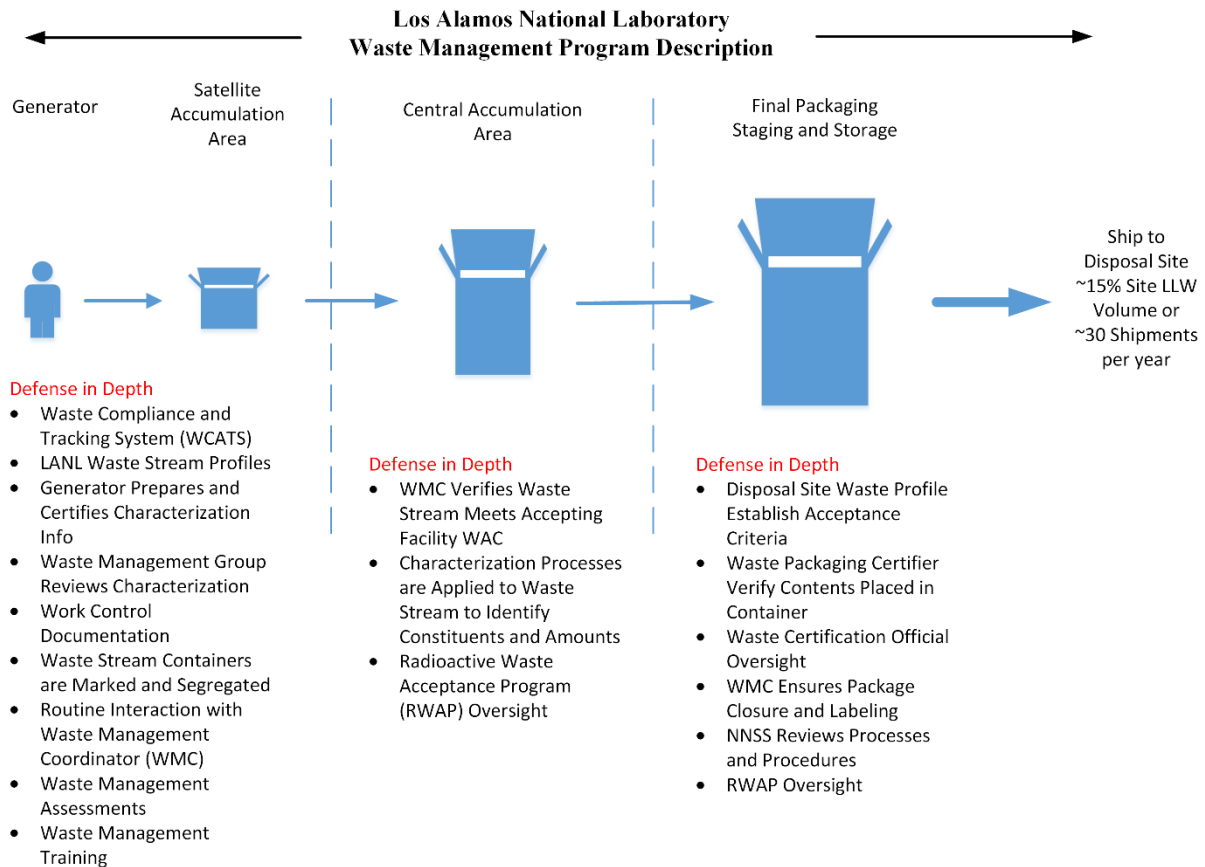 Los Alamos National Laboratory
Waste Management Program Description
Generator
Satellite
Accumulation
Area
Central Accumulation
Area
Final Packaging
Staging and Storage
Ship to
Disposal Site
~15% Site LLW
Volume or
~30 Shipments
per year
Defense in Depth
• Waste Compliance and
Tracking System (WCATS)
• LANL Waste Stream Profiles
• Generator Prepares and
Certifies Characterization
Info
• Waste Management Group
Reviews Characterization
• Work Control
Documentation
• Waste Stream Containers
are Marked and Segregated
• Routine Interaction with
Waste Management
Coordinator (WMC)
• Waste Management
Assessments
• Waste Management
Training
Defense in Depth
• WMC Verifies Waste
Stream Meets Accepting
Facility WAC
• Characterization Processes
are Applied to Waste
Stream to Identify
Constituents and Amounts
• Radioactive Waste
Acceptance Program
(RWAP) Oversight
Defense in Depth
• Disposal Site Waste Profile
Establish Acceptance
Criteria
• Waste Packaging Certifier
Verify Contents Placed in
Container
• Waste Certification Official
Oversight
• WMC Ensures Package
Closure and Labeling
• NNSS Reviews Processes
and Procedures
• RWAP Oversight